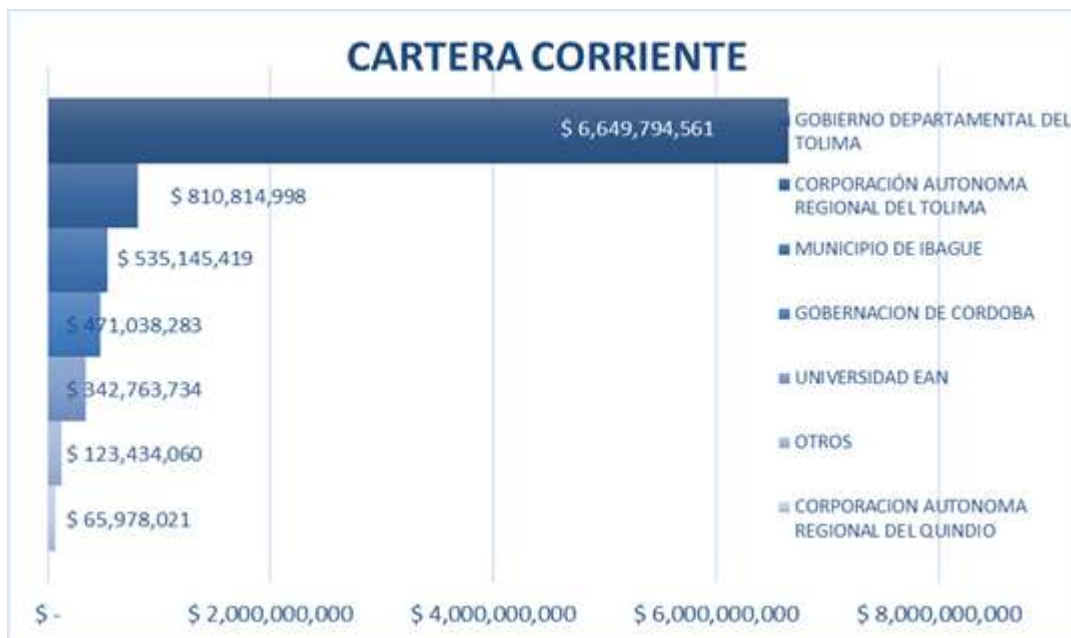 CARTERA CORRIENTE
$ 6,649,794,561
$ 810,814,998
$ 535,145,419
$ 471,038,283
$ 342,763,734
$ 123,434,060
$ 65,978,021
GOBIERNO DEPARTAMENTAL DEL
TOLIMA
CORPORACIÓN AUTONOMA
REGIONAL DEL TOLIMA
MUNICIPIO DE IBAGUE
GOBERNACION DE CORDOBA
UNIVERSIDAD EAN
OTROS
CORPORACION AUTONOMA
REGIONAL DEL QUINDIO
$ -
$ 2,000,000,000
$ 4,000,000,000
$ 6,000,000,000
$ 8,000,000,000